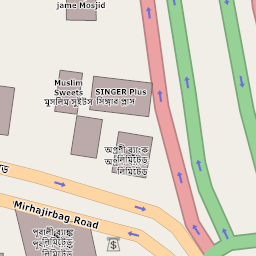 jame Mosjid
Muslim
Sweets
মুসলিম সুইটস
SINGER Plus
সিঙ্গার প্লাস
অগ্রণী ব্যাংক
লিমিটেড
লিমিটেড
Mirhajirbag Road
পূবালী ব্যাঙ্ক
লিমিটেড
লিমিটেড